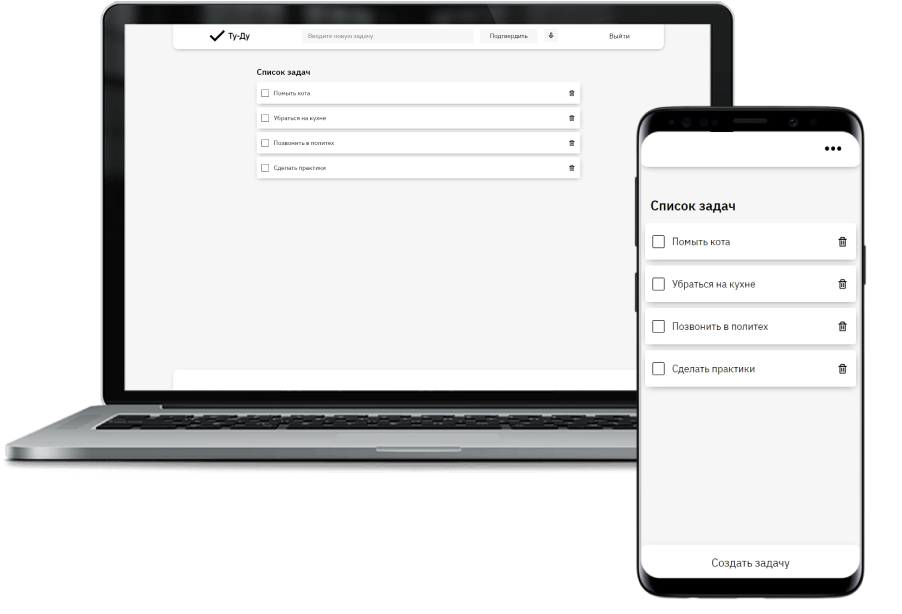 Ту-Ду
Введите новую задачу
Подтвердить
Выйти
Список задач
Помыть кота
Убраться на кухне
Позвонить в политех
Сделать практики
Список задач
Помыть кота
Убраться на кухне
Позвонить в политех
Сделать практики
Создать задачу